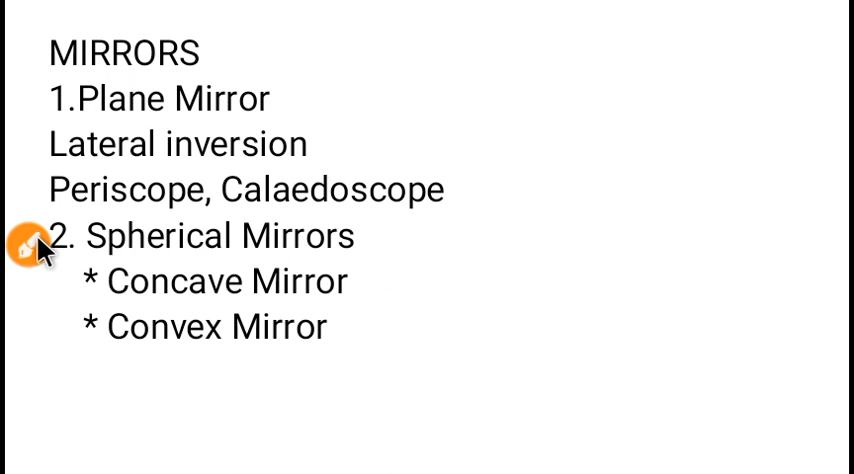 MIRRORS
1.Plane Mirror
Lateral inversion
Periscope, Calaedoscope
2. Spherical Mirrors
* Concave Mirror
* Convex Mirror